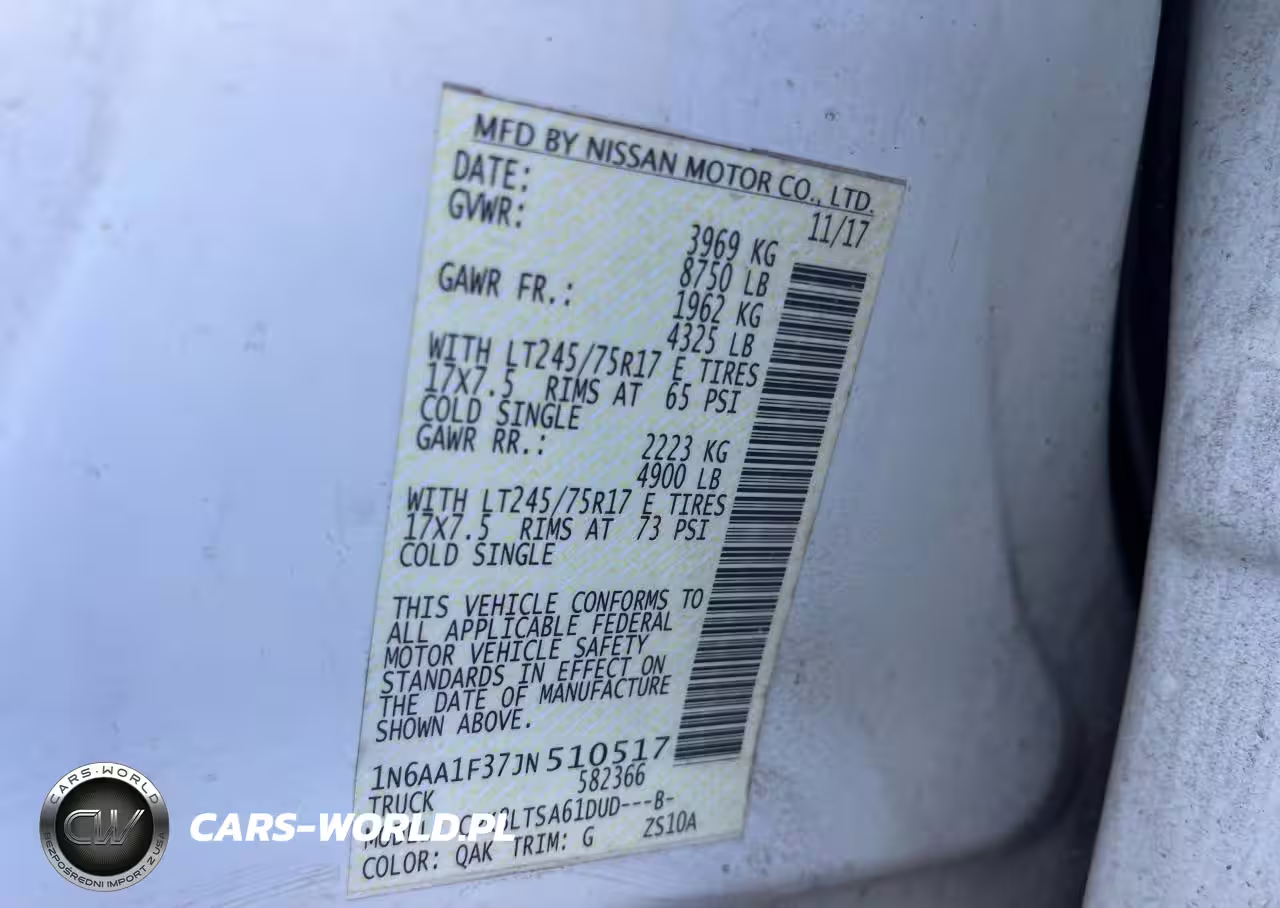 MFD BY NISSAN MOTOR CO., LTD.
DATE: 11/17
GVWR: 3969 KG
8750 LB
GAWR FR.: 1962 KG
4325 LB
WITH LT245/75R17 E TIRES
17X7.5 RIMS AT 65 PSI
COLD SINGLE
GAWR RR.: 2223 KG
4900 LB
WITH LT245/75R17 E TIRES
17X7.5 RIMS AT 73 PSI
COLD SINGLE
THIS VEHICLE CONFORMS TO
ALL APPLICABLE FEDERAL
MOTOR VEHICLE SAFETY
STANDARDS IN EFFECT ON
THE DATE OF MANUFACTURE
SHOWN ABOVE.
1N6AA1F37JN510517
TRUCK 582366
ZS10A
COLOR: QAK TRIM: G
CARS-WORLD
CW
BEZPOŚREDNI IMPORT Z USA
CARS-WORLD.PL